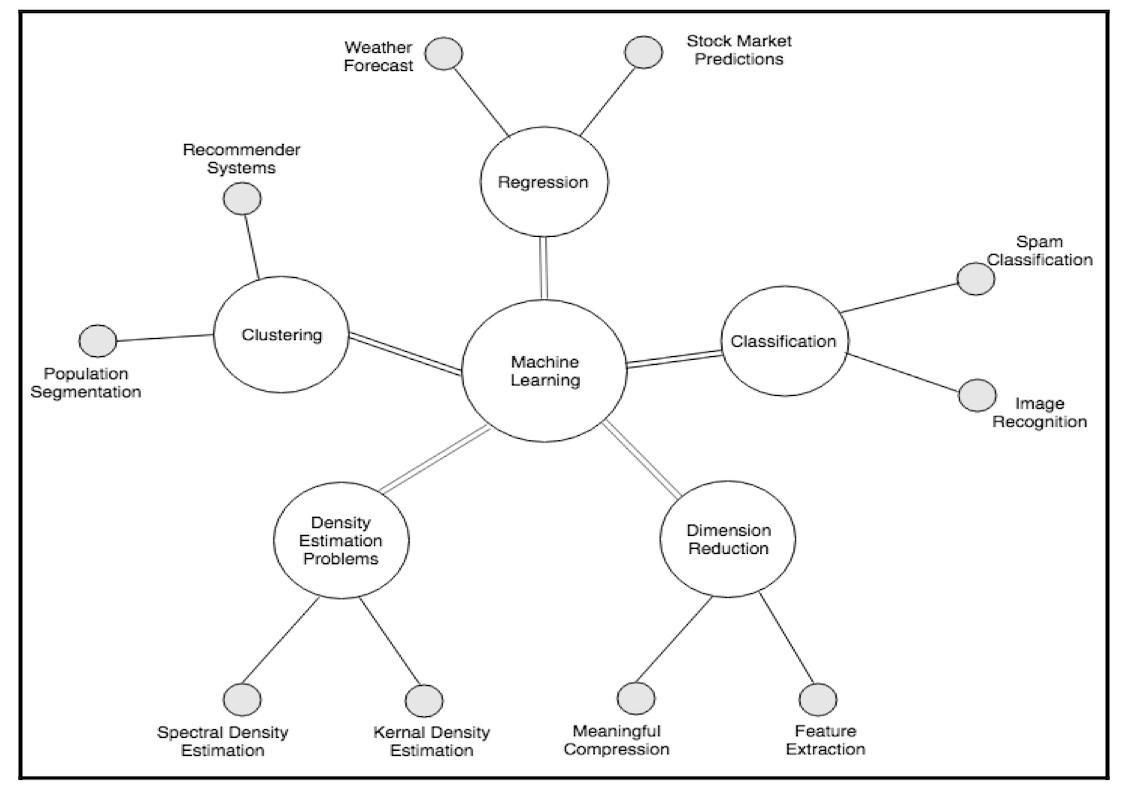 Weather
Forecast
Stock Market
Predictions
Recommender
Systems
Regression
Spam
Classification
Clustering
Classification
Machine
Learning
Population
Segmentation
Image
Recognition
Density
Estimation
Problems
Dimension
Reduction
Spectral Density
Estimation
Kernal Density
Estimation
Meaningful
Compression
Feature
Extraction